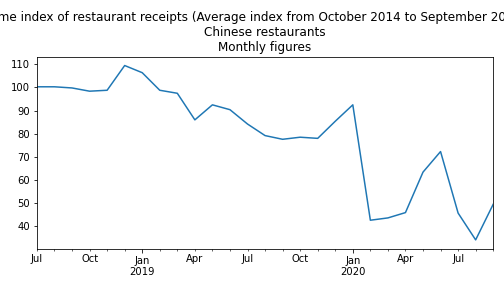 me index of restaurant receipts (Average index from October 2014 to September 20
Chinese restaurants
Monthly figures
110
100
90
80
70
60
50
40
Jul Oct Jan Apr Jul Oct Jan Apr Jul
2019 2020